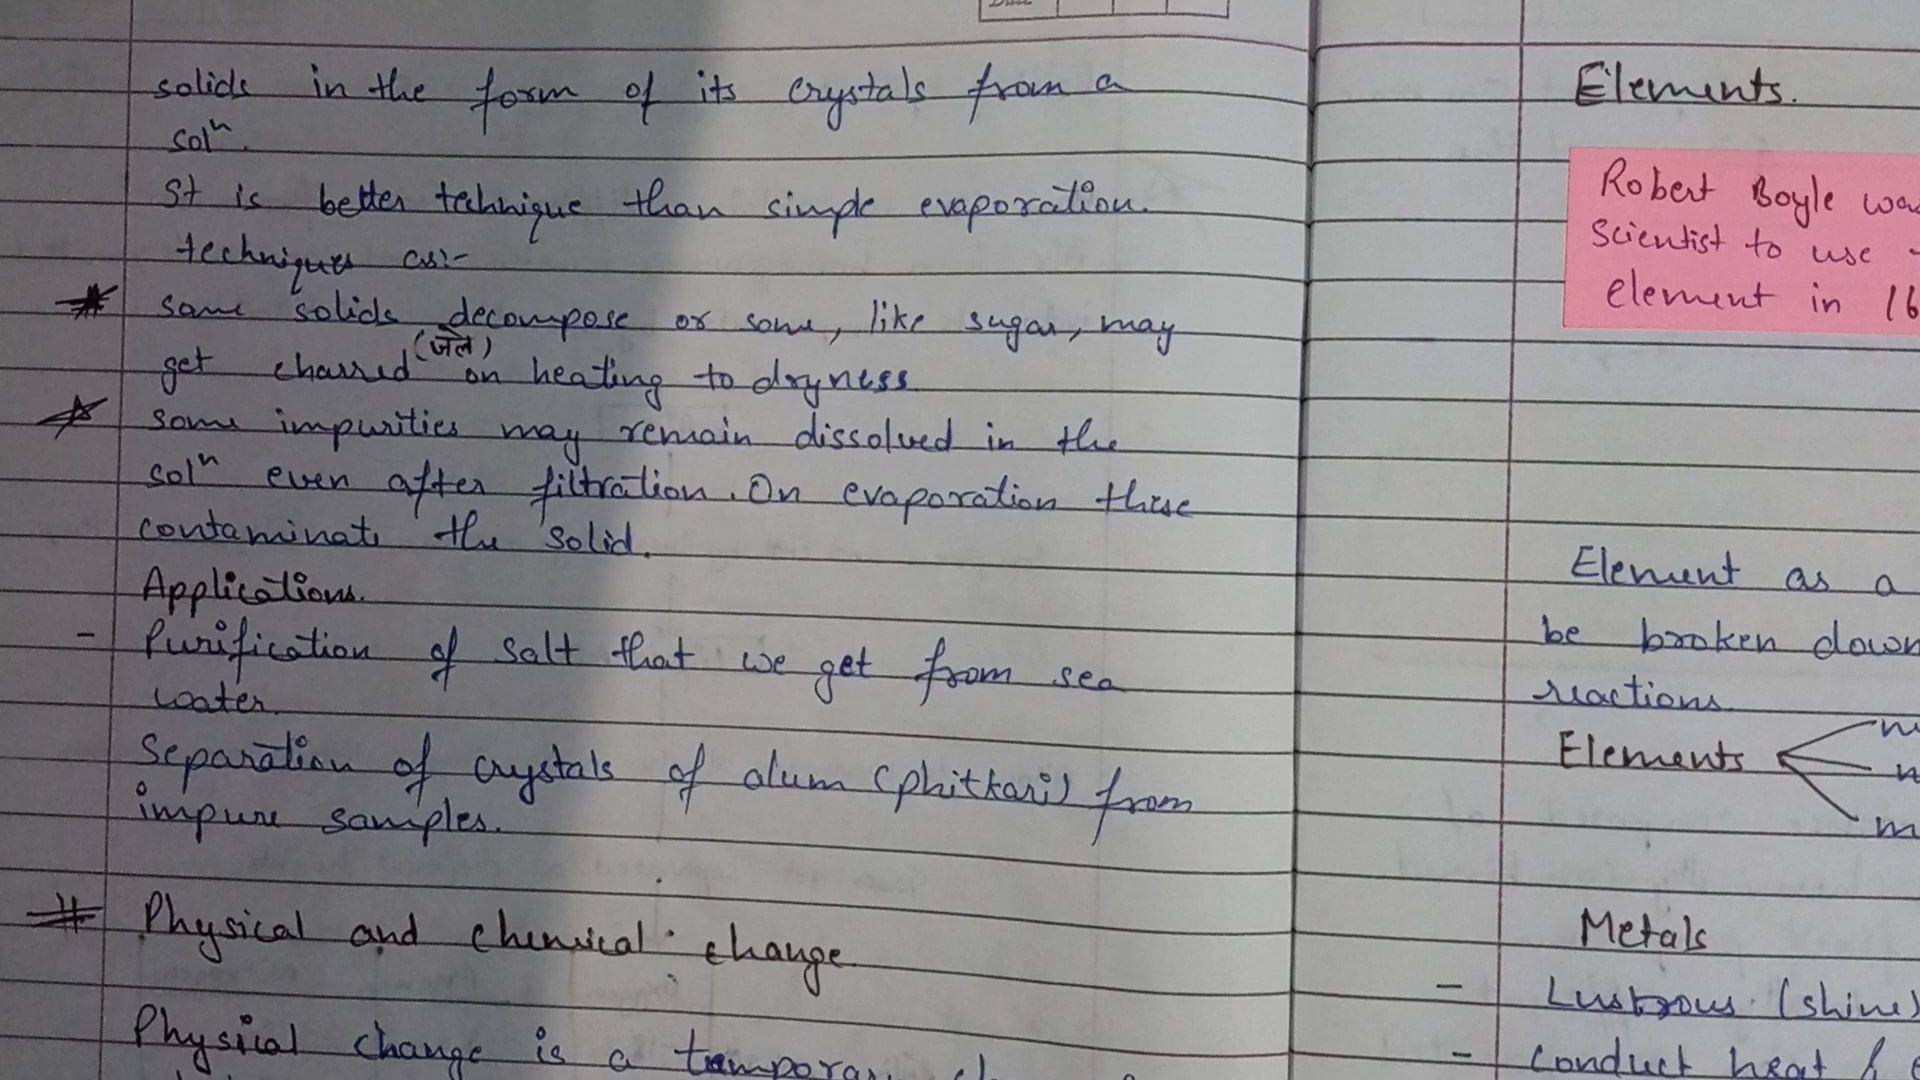 solids in the form of its crystals from a
solⁿ.
It is better technique than simple evaporation.
techniques as:-
some solids decompose or some, like sugar, may
get charred (जले) on heating to dryness
some impurities may remain dissolved in the
solⁿ even after filtration. On evaporation these
contaminate the solid.
Applications.
- Purification of salt that we get from sea
water.
Separation of crystals of alum (phitkari) from
impure samples.
# Physical and chemical change
Physical change is a
Elements.
Robert Boyle
Scientist to use
element in 16
Element as a
be broken down
reactions
Elements
Metals
- Lustrous (shine)
- conduct heat